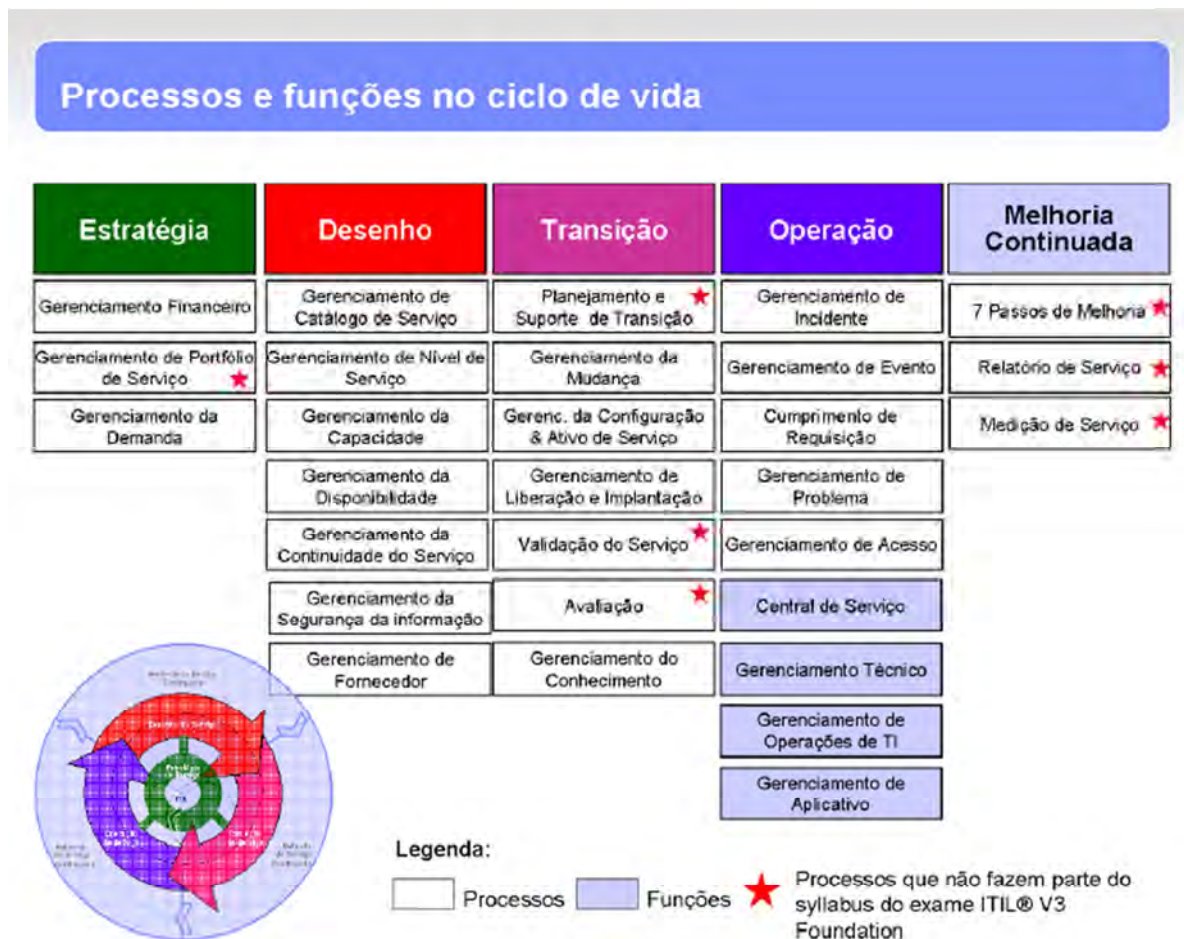 Processos e funções no ciclo de vida
Estratégia
Desenho
Transição
Operação
Melhoria
Continuada
Gerenciamento Financeiro
Gerenciamento de Portfólio
de Serviço
Gerenciamento da
Demanda
Gerenciamento de
Catálogo de Serviço
Gerenciamento de Nível de
Serviço
Gerenciamento da
Capacidade
Gerenciamento da
Disponibilidade
Gerenciamento da
Continuidade do Serviço
Gerenciamento da
Segurança da informação
Gerenciamento de
Fornecedor
Planejamento e
Suporte de Transição
Gerenciamento da
Mudança
Gerenc. da Configuração
& Ativo de Serviço
Gerenciamento de
Liberação e Implantação
Validação do Serviço
Avaliação
Gerenciamento do
Conhecimento
Gerenciamento de
Incidente
Gerenciamento de Evento
Cumprimento de
Requisição
Gerenciamento de
Problema
Gerenciamento de Acesso
Central de Serviço
Gerenciamento Técnico
Gerenciamento de
Operações de TI
Gerenciamento de
Aplicativo
7 Passos de Melhoria
Relatório de Serviço
Medição de Serviço
Legenda:
Processos
Funções
Processos que não fazem parte do
syllabus do exame ITIL® V3
Foundation